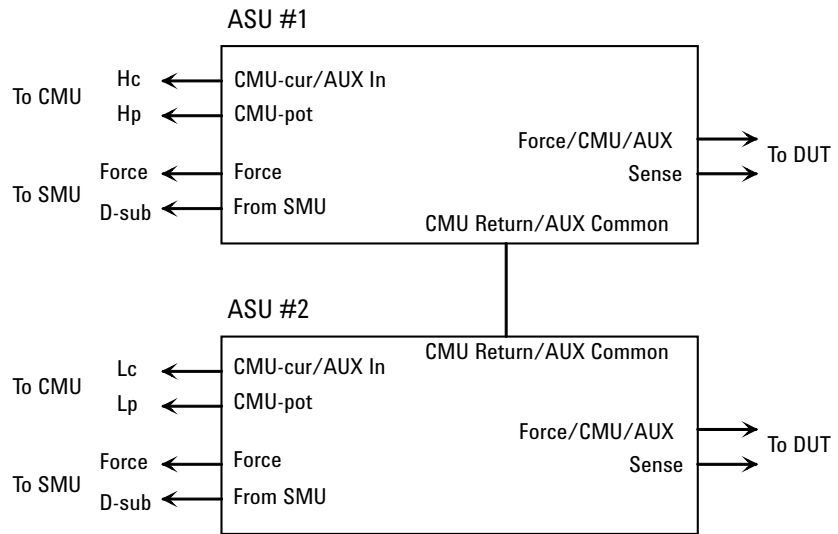 ASU #1
To CMU
Hc
CMU-cur/AUX In
Hp
CMU-pot
Force/CMU/AUX
To DUT
Sense
To SMU
Force
Force
D-sub
From SMU
CMU Return/AUX Common
ASU #2
CMU Return/AUX Common
To CMU
Lc
CMU-cur/AUX In
Lp
CMU-pot
Force/CMU/AUX
To DUT
Sense
To SMU
Force
Force
D-sub
From SMU